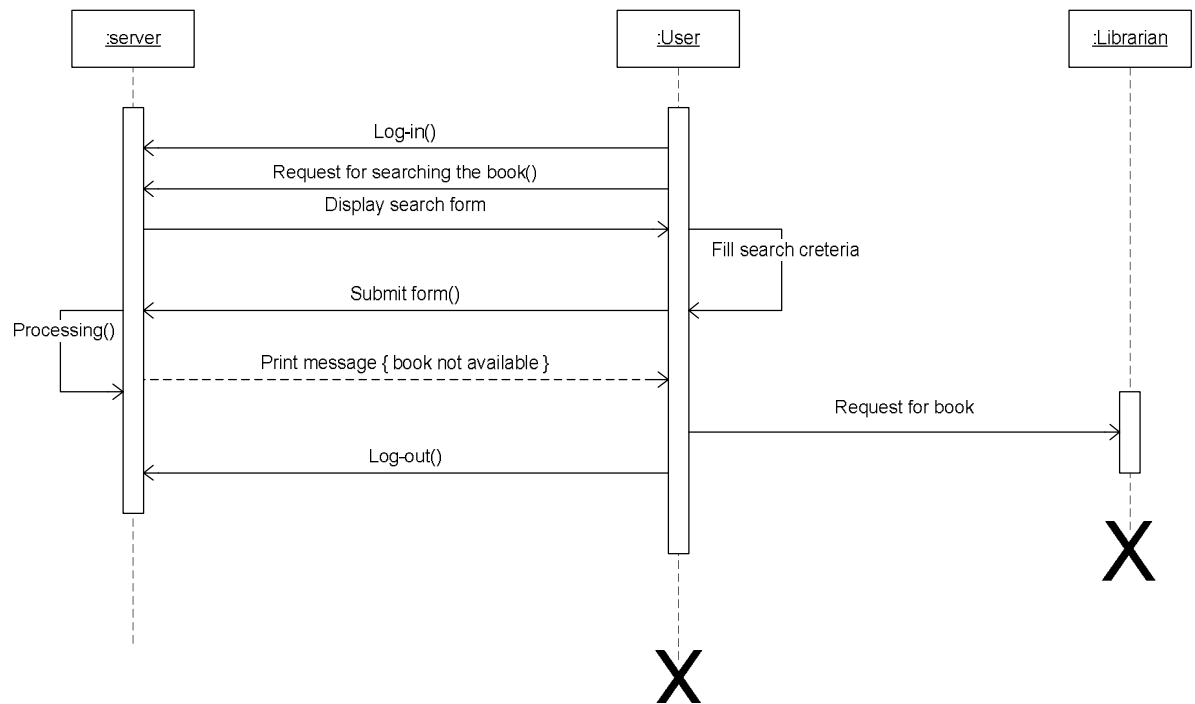 :server
:User
:Librarian
Log-in()
Request for searching the book()
Display search form
Fill search creteria
Submit form()
Processing()
Print message { book not available }
Request for book
Log-out()